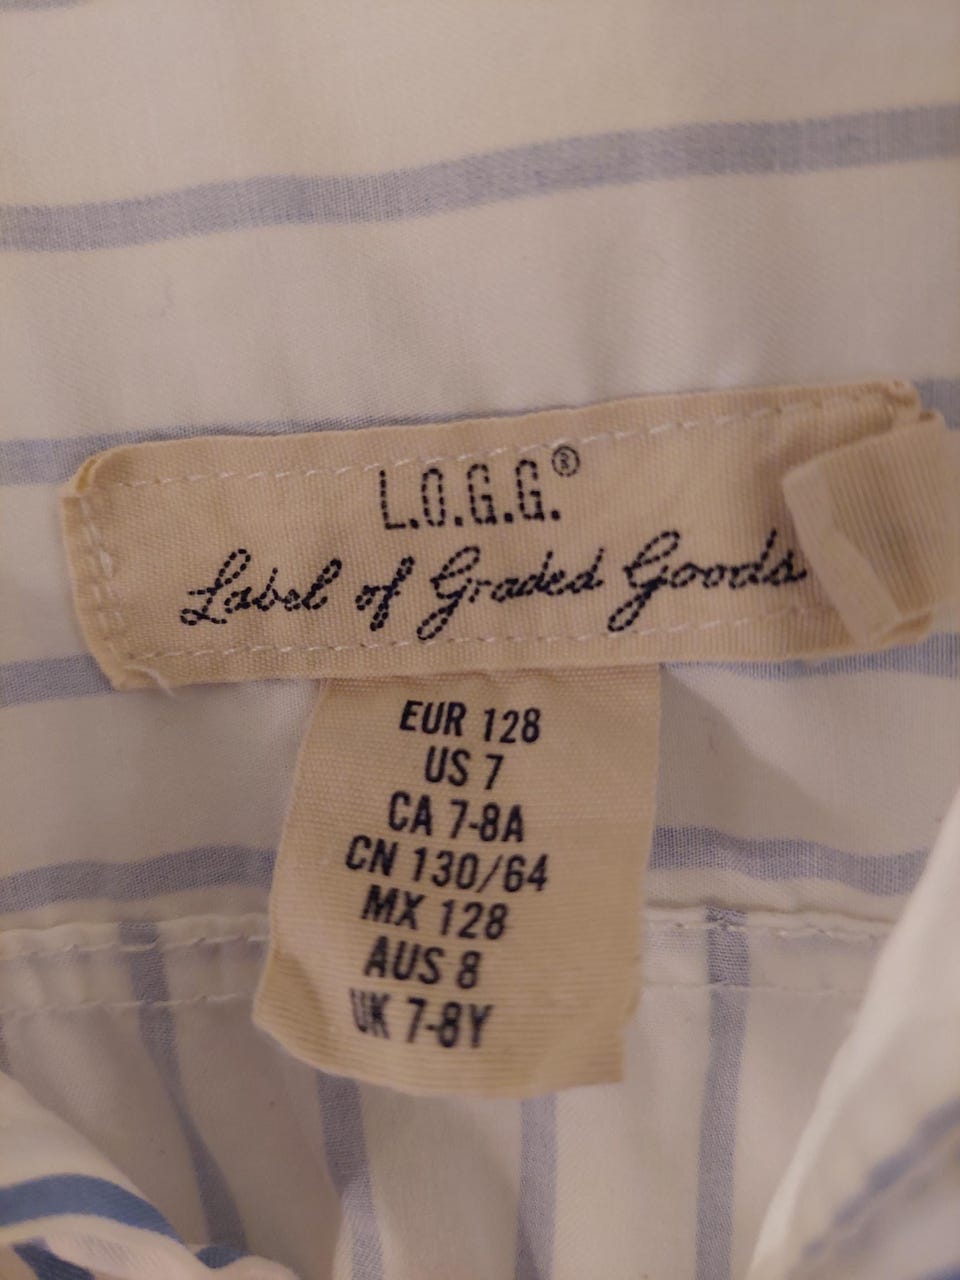 L.O.G.G.®
Label of Graded Goods
EUR 128
US 7
CA 7-8A
CN 130/64
MX 128
AUS 8
UK 7-8Y